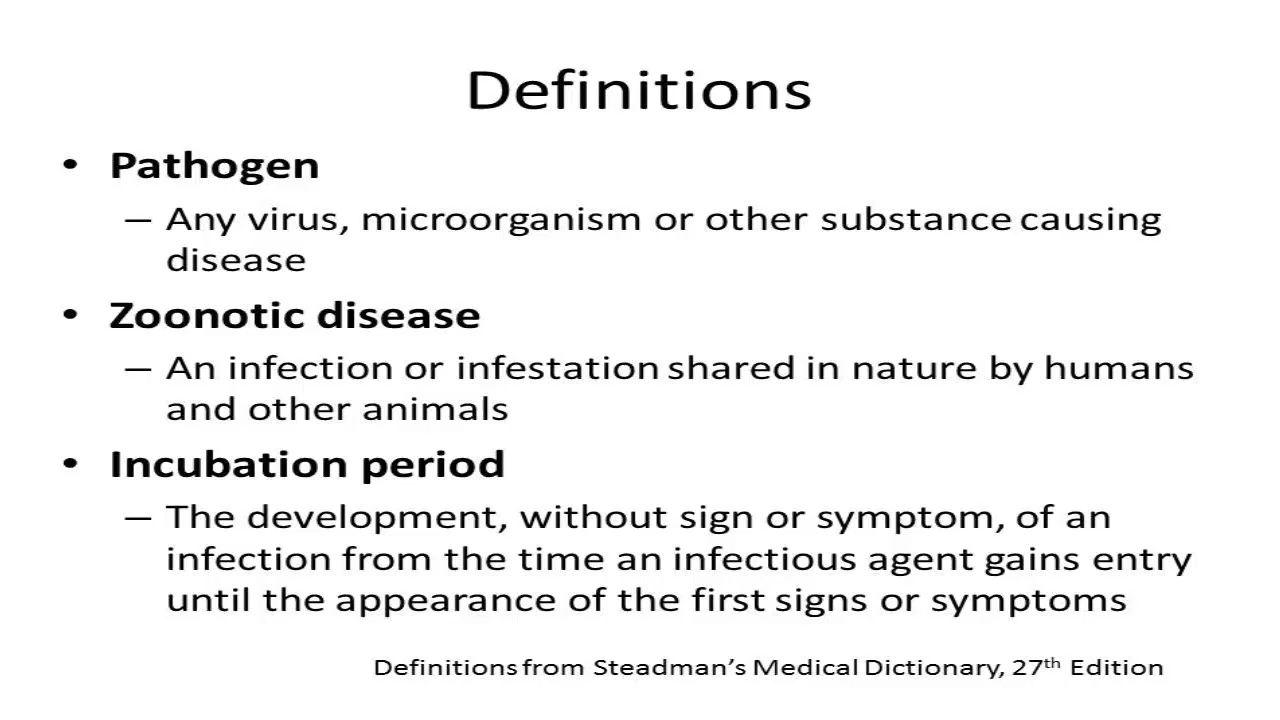 Definitions
• Pathogen
– Any virus, microorganism or other substance causing
disease
• Zoonotic disease
– An infection or infestation shared in nature by humans
and other animals
• Incubation period
– The development, without sign or symptom, of an
infection from the time an infectious agent gains entry
until the appearance of the first signs or symptoms
Definitions from Steadman’s Medical Dictionary, 27th Edition